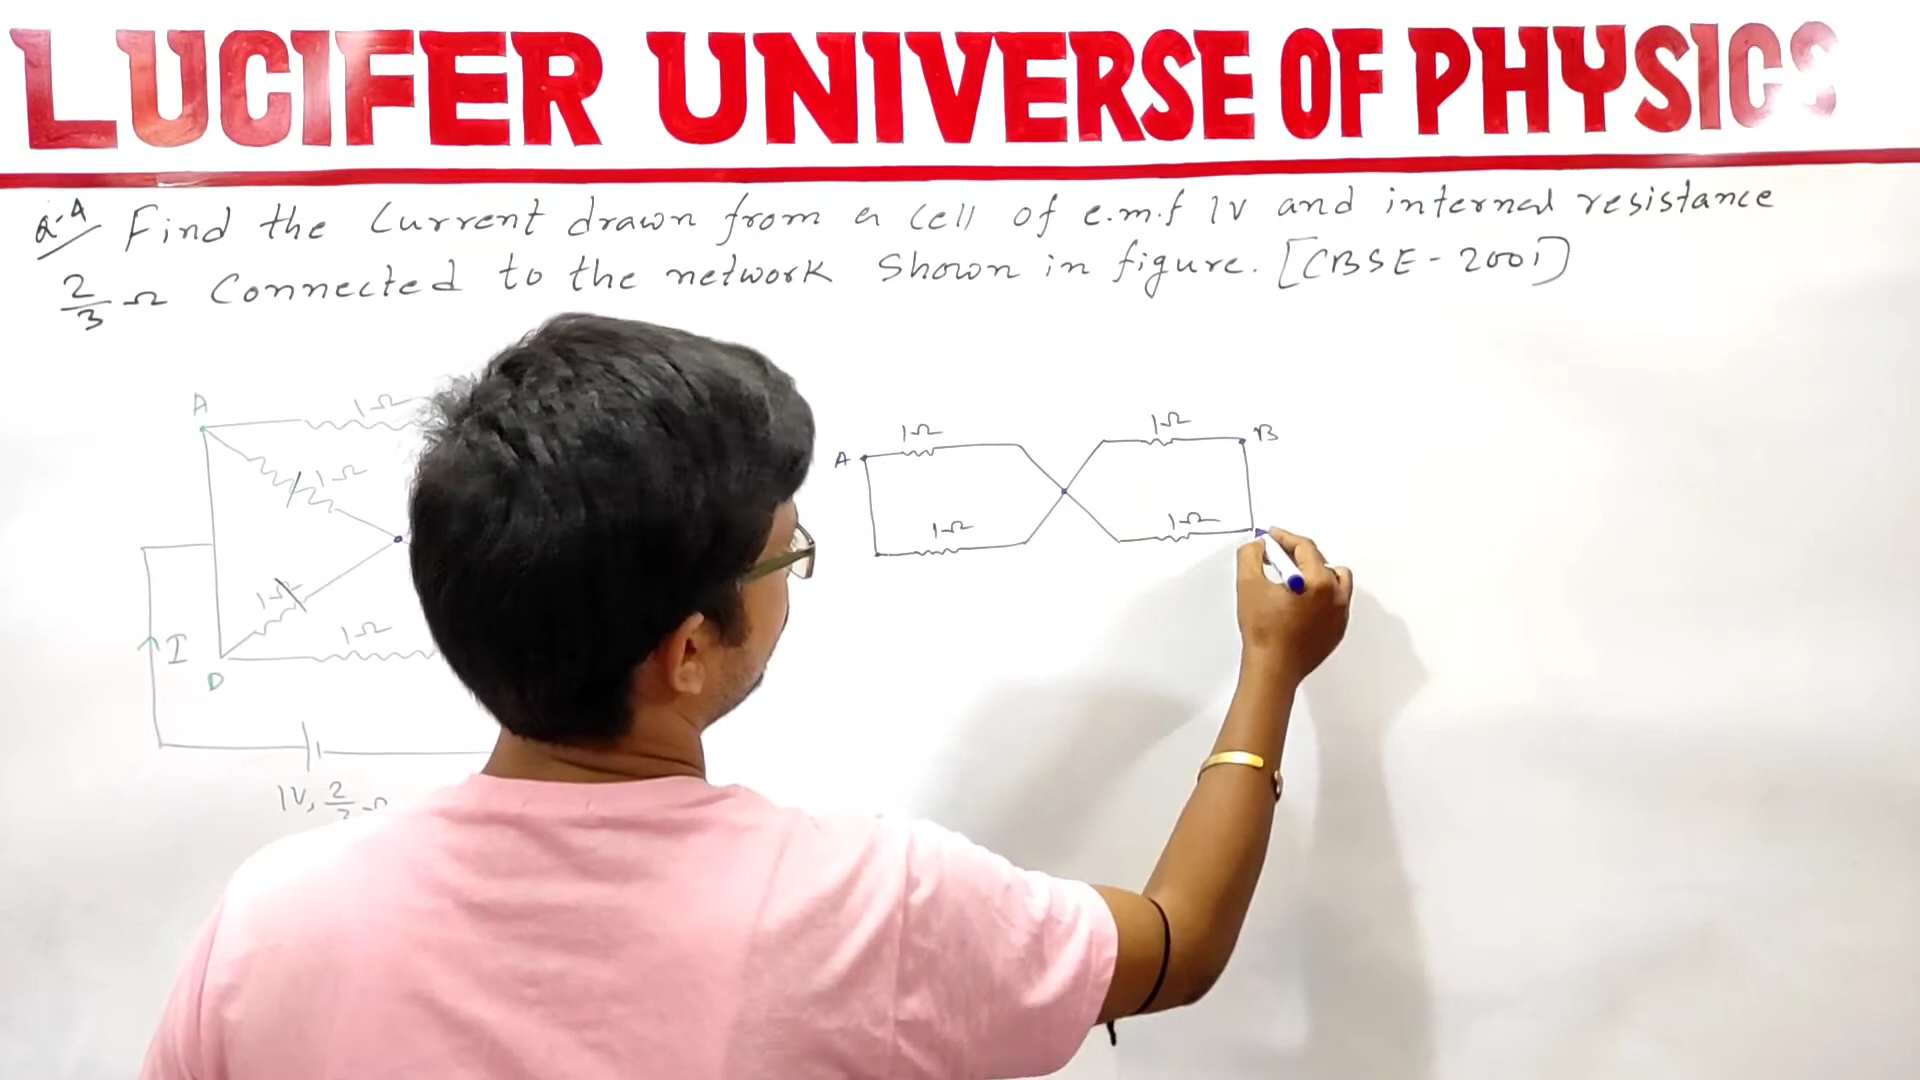 LUCIFER UNIVERSE OF PHYSICS
Q-4 Find the Current drawn from a Cell of e.m.f 1V and internal resistance
2/3 Ω Connected to the network Shown in figure. [CBSE-2001]
A
1Ω
1Ω
1Ω
1Ω
I
D
1V, 2/3 Ω
1Ω
1Ω
A
B
1Ω
1Ω